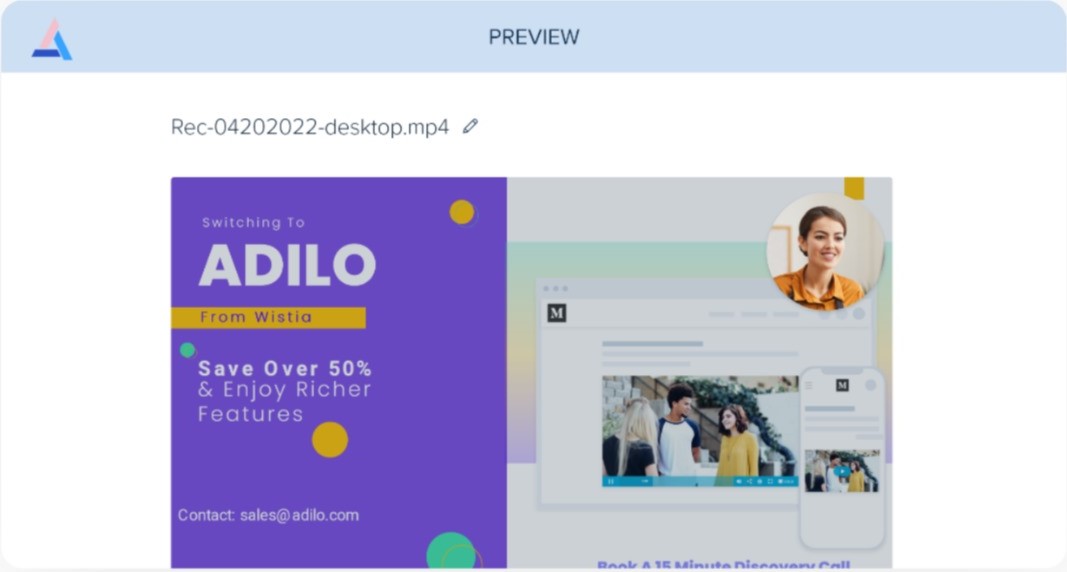 PREVIEW
Rec-04202022-desktop.mp4
Switching To
ADILO
From Wistia
Save Over 50%
& Enjoy Richer
Features
Contact: sales@adilo.com
M
M
Book A 15 Minute Discovery Call